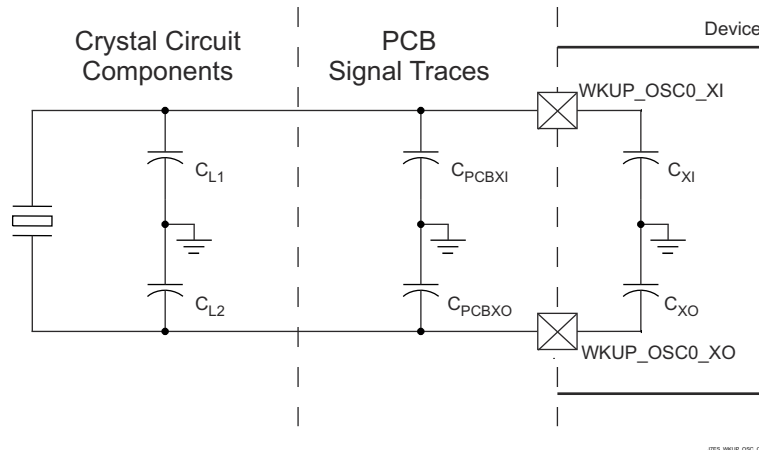 Crystal Circuit
Components
PCB
Signal Traces
Device
WKUP_OSC0_XI
CL1
CPCBXI
CXI
CL2
CPCBXO
CXO
WKUP_OSC0_XO